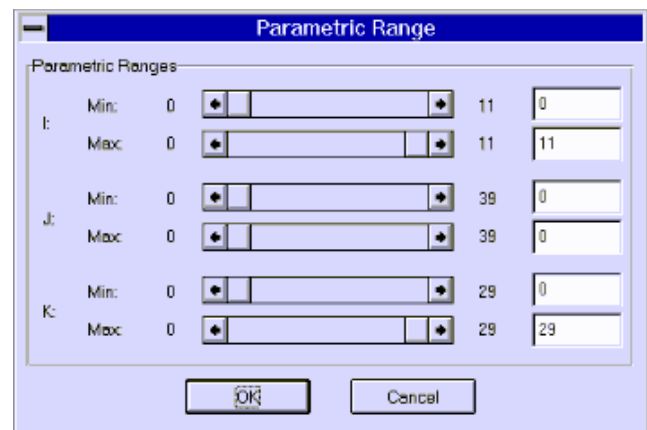 Parametric Range
Parametric Ranges
I:
Min: 0 11 0
Max: 0 11 11
J:
Min: 0 39 0
Max: 0 39 0
K:
Min: 0 29 0
Max: 0 29 29
OK Cancel